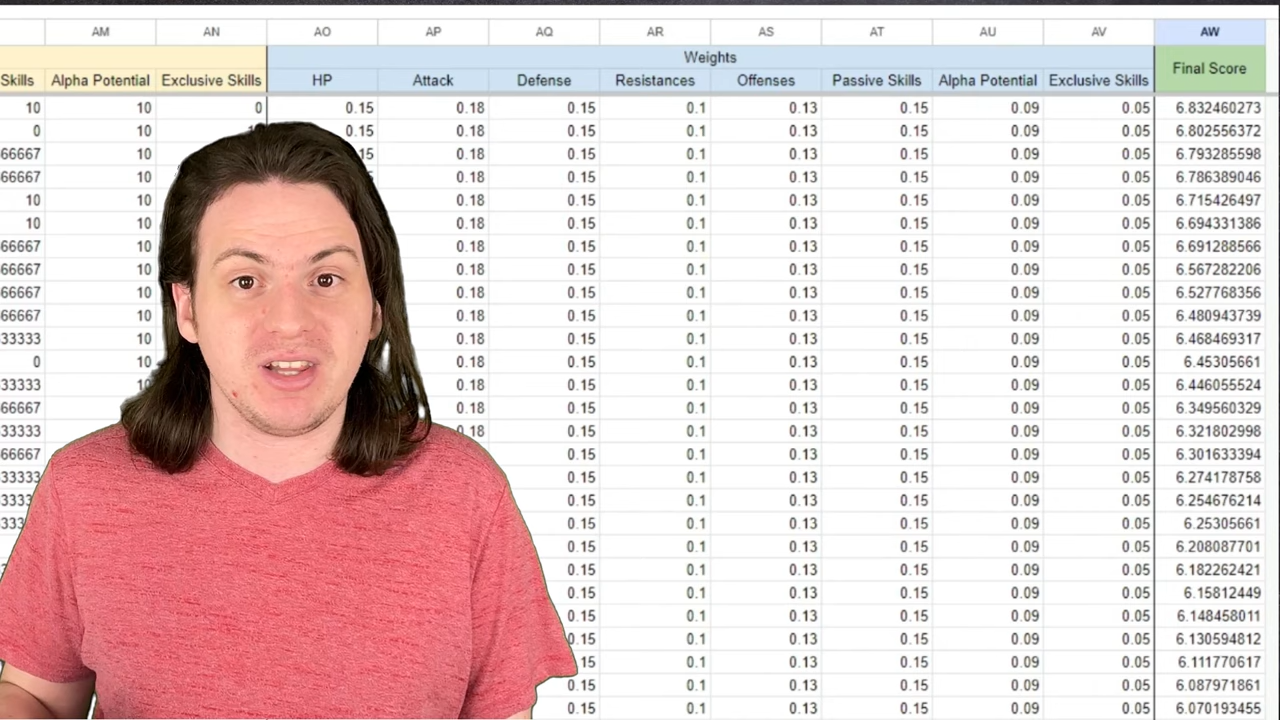 AM AN AO AP AQ AR AS AT AU AV AW
Weights
Final Score
Skills Alpha Potential Exclusive Skills HP Attack Defense Resistances Offenses Passive Skills Alpha Potential Exclusive Skills
10 10 0 0.15 0.18 0.15 0.1 0.13 0.15 0.09 0.05 6.832460273
0 10 0.15 0.18 0.15 0.1 0.13 0.15 0.09 0.05 6.802556372
66667 10 15 0.18 0.15 0.1 0.13 0.15 0.09 0.05 6.793285598
66667 10 0.18 0.15 0.1 0.13 0.15 0.09 0.05 6.786389046
10 10 0.18 0.15 0.1 0.13 0.15 0.09 0.05 6.715426497
10 10 0.18 0.15 0.1 0.13 0.15 0.09 0.05 6.694331386
66667 10 0.18 0.15 0.1 0.13 0.15 0.09 0.05 6.691288566
66667 10 0.18 0.15 0.1 0.13 0.15 0.09 0.05 6.567282206
66667 10 0.18 0.15 0.1 0.13 0.15 0.09 0.05 6.527768356
66667 10 0.18 0.15 0.1 0.13 0.15 0.09 0.05 6.480943739
33333 10 0.18 0.15 0.1 0.13 0.15 0.09 0.05 6.468469317
0 10 0.18 0.15 0.1 0.13 0.15 0.09 0.05 6.45305661
33333 10 0.18 0.15 0.1 0.13 0.15 0.09 0.05 6.446055524
66667 0.18 0.15 0.1 0.13 0.15 0.09 0.05 6.349560329
33333 0.18 0.15 0.1 0.13 0.15 0.09 0.05 6.321802998
66667 0.15 0.1 0.13 0.15 0.09 0.05 6.301633394
33333 0.15 0.1 0.13 0.15 0.09 0.05 6.274178758
3333 0.15 0.1 0.13 0.15 0.09 0.05 6.254676214
333 0.15 0.1 0.13 0.15 0.09 0.05 6.25305661
0.15 0.1 0.13 0.15 0.09 0.05 6.208087701
0.15 0.1 0.13 0.15 0.09 0.05 6.182262421
0.15 0.1 0.13 0.15 0.09 0.05 6.15812449
0.15 0.1 0.13 0.15 0.09 0.05 6.148458011
0.15 0.1 0.13 0.15 0.09 0.05 6.130594812
15 0.1 0.13 0.15 0.09 0.05 6.111770617
0.15 0.1 0.13 0.15 0.09 0.05 6.087971861
0.15 0.1 0.13 0.15 0.09 0.05 6.070193455